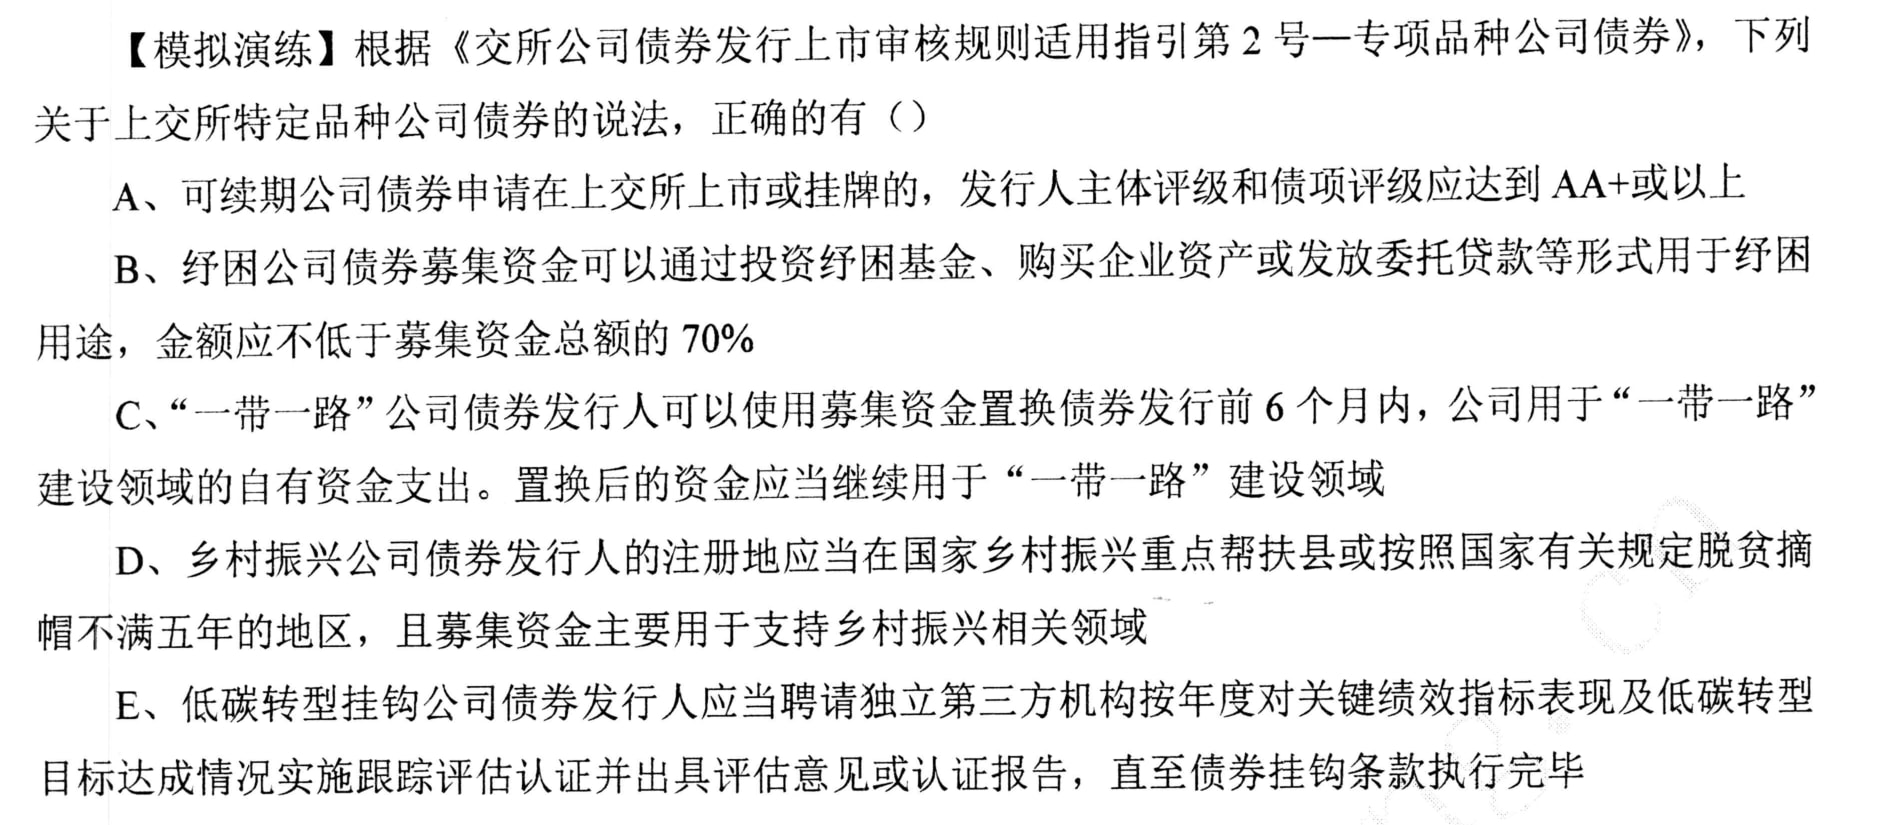 【模拟演练】根据《交所公司债券发行上市审核规则适用指引第 2 号—专项品种公司债券》，下列
关于上交所特定品种公司债券的说法，正确的有（）
A、可续期公司债券申请在上交所上市或挂牌的，发行人主体评级和债项评级应达到 AA+或以上
B、纾困公司债券募集资金可以通过投资纾困基金、购买企业资产或发放委托贷款等形式用于纾困
用途，金额应不低于募集资金总额的 70%
C、“一带一路”公司债券发行人可以使用募集资金置换债券发行前 6 个月内，公司用于“一带一路”
建设领域的自有资金支出。置换后的资金应当继续用于“一带一路”建设领域
D、乡村振兴公司债券发行人的注册地应当在国家乡村振兴重点帮扶县或按照国家有关规定脱贫摘
帽不满五年的地区，且募集资金主要用于支持乡村振兴相关领域
E、低碳转型挂钩公司债券发行人应当聘请独立第三方机构按年度对关键绩效指标表现及低碳转型
目标达成情况实施跟踪评估认证并出具评估意见或认证报告，直至债券挂钩条款执行完毕